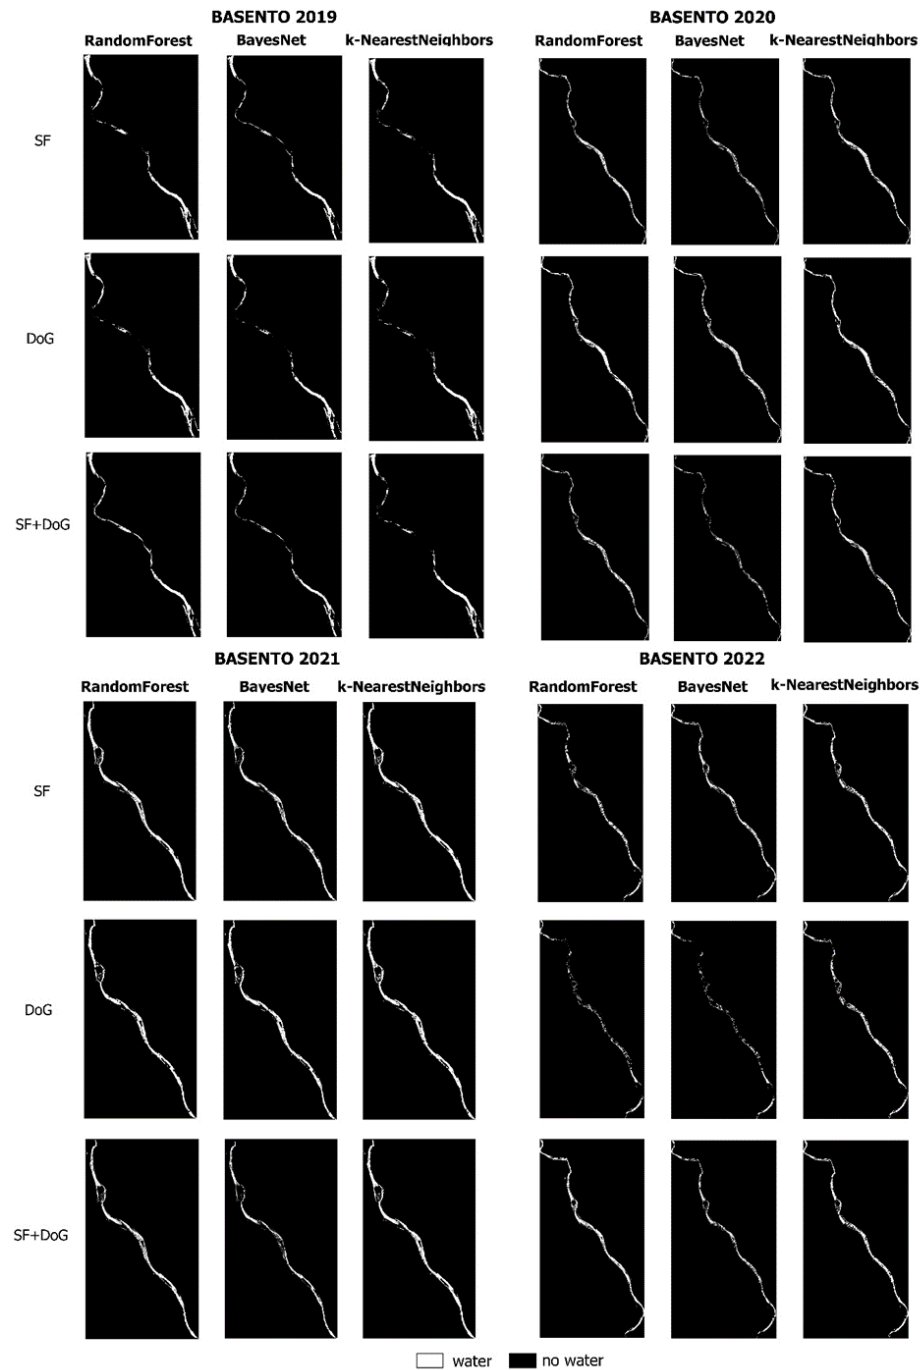 BASENTO 2019
BASENTO 2020
RandomForest BayesNet k-NearestNeighbors
RandomForest BayesNet k-NearestNeighbors
SF
DoG
SF+DoG
BASENTO 2021
BASENTO 2022
RandomForest BayesNet k-NearestNeighbors
RandomForest BayesNet k-NearestNeighbors
SF
DoG
SF+DoG
water no water